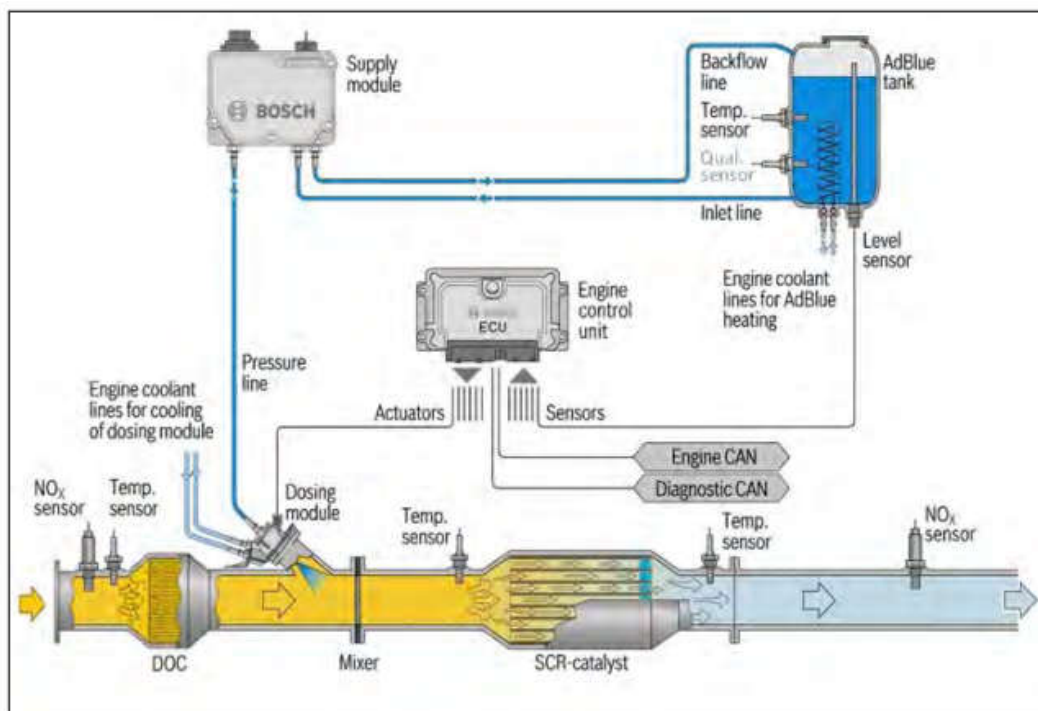 Supply
module
BOSCH
Backflow
line
AdBlue
tank
Temp.
sensor
Qual.
sensor
Inlet line
Level
sensor
Engine coolant
lines for AdBlue
heating
Engine
control
unit
ECU
Pressure
line
Engine coolant
lines for cooling
of dosing module
Actuators
Sensors
Engine CAN
Diagnostic CAN
NOX
sensor
Temp.
sensor
Dosing
module
Temp.
sensor
Temp.
sensor
NOX
sensor
DOC
Mixer
SCR-catalyst